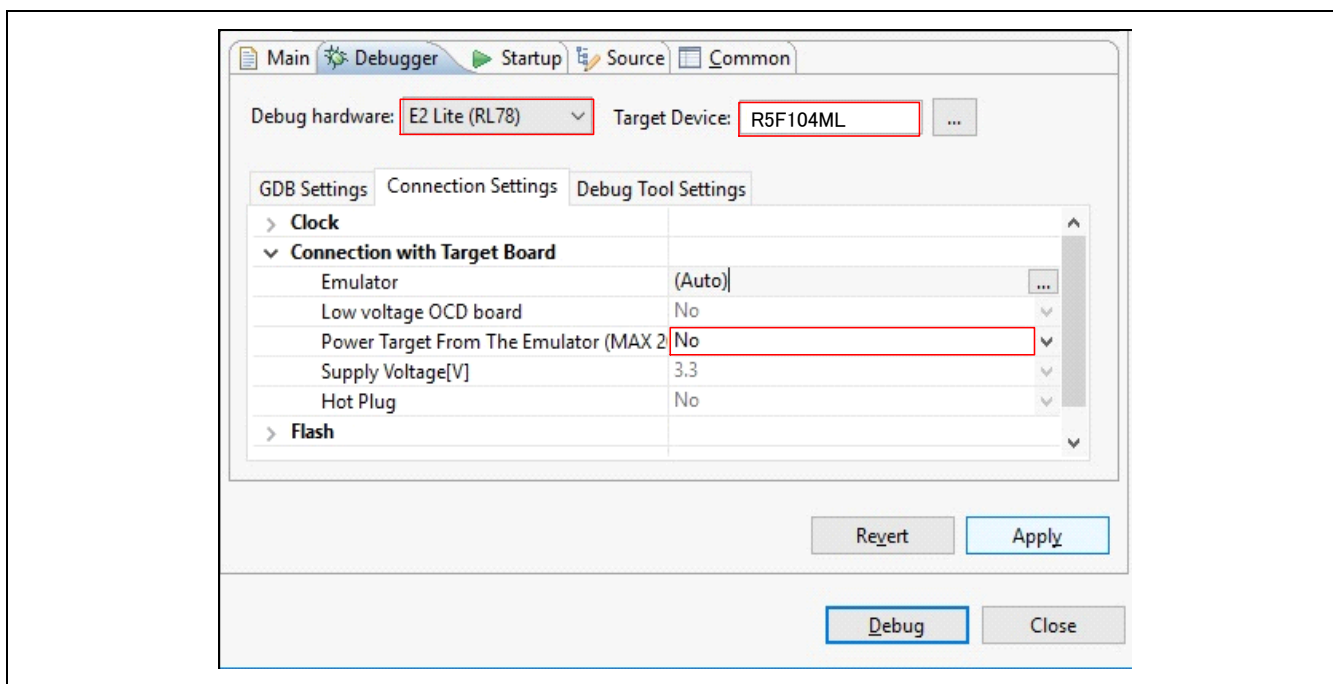 Main Debugger Startup Source Common
Debug hardware: E2 Lite (RL78) Target Device: R5F104ML ...
GDB Settings Connection Settings Debug Tool Settings
Clock
Connection with Target Board
Emulator (Auto) ...
Low voltage OCD board No
Power Target From The Emulator (MAX 2 No
Supply Voltage[V] 3.3
Hot Plug No
Flash
Revert Apply
Debug Close